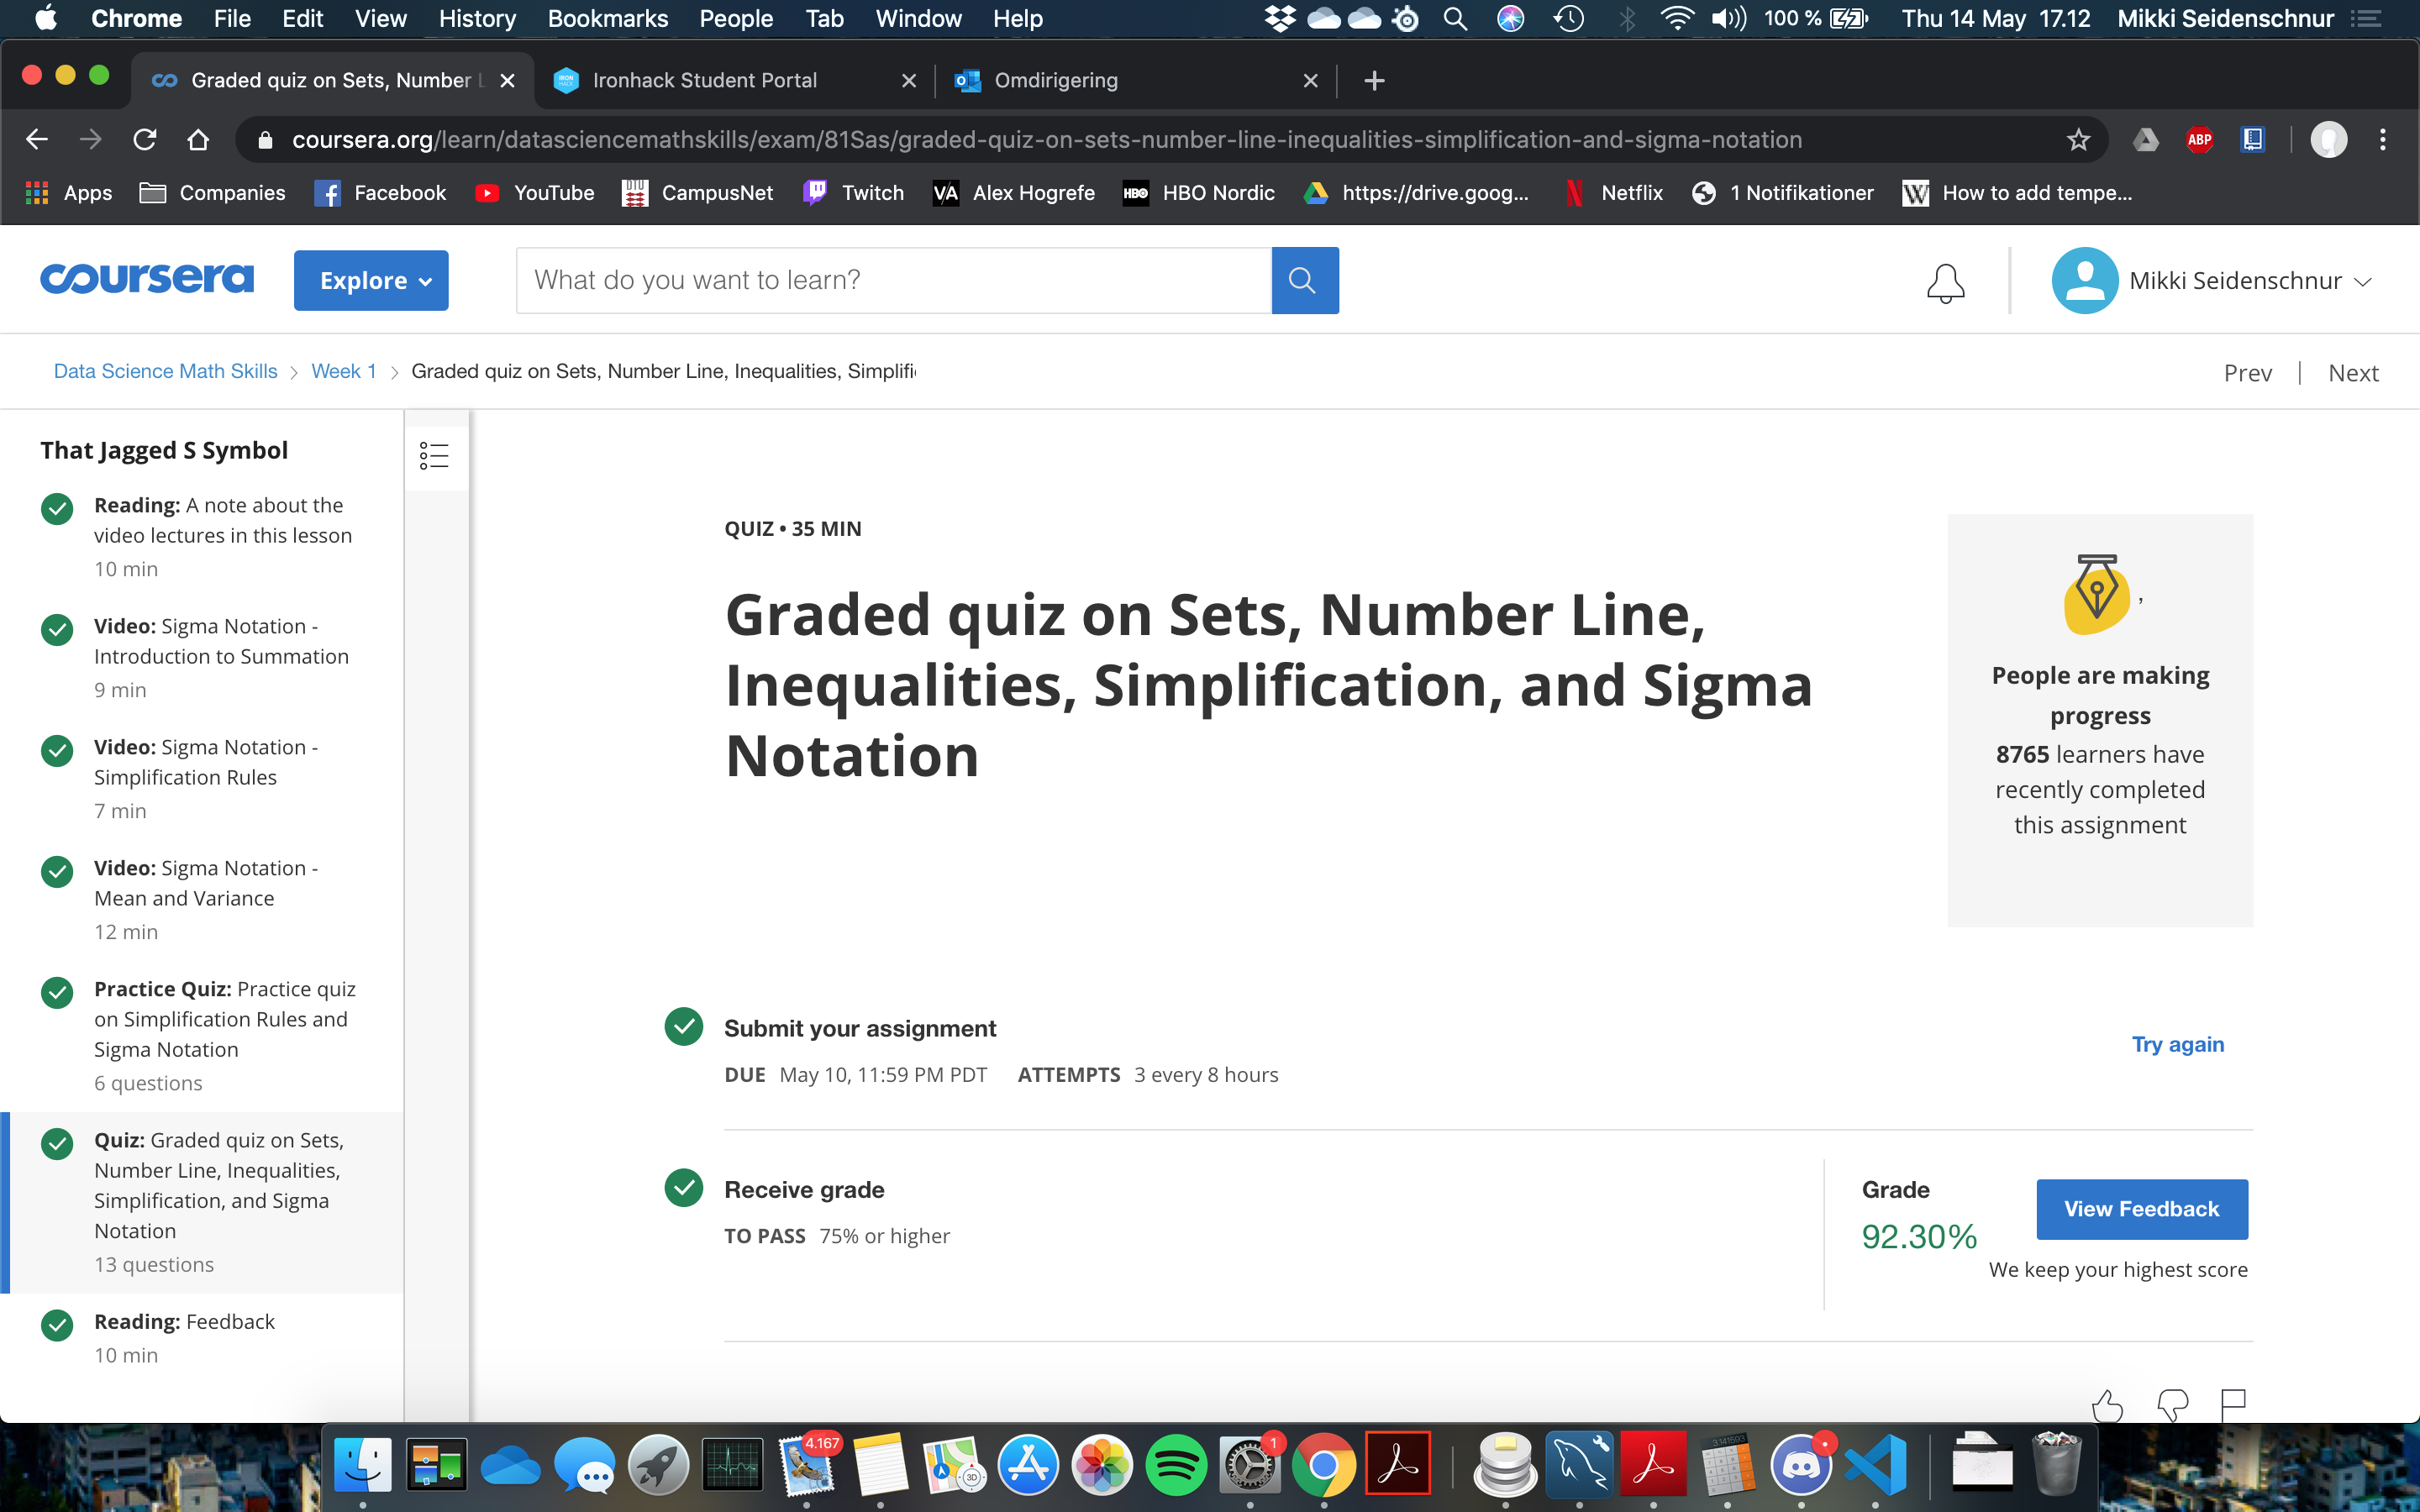 Chrome File Edit View History Bookmarks People Tab Window Help 100 % Thu 14 May 17.12 Mikki Seidenschnur
Graded quiz on Sets, Number L Ironhack Student Portal Omdirigering
coursera.org/learn/datasciencemathskills/exam/81Sas/graded-quiz-on-sets-number-line-inequalities-simplification-and-sigma-notation ABP
Apps Companies Facebook YouTube CampusNet Twitch VA Alex Hogrefe HBO HBO Nordic https://drive.goog... Netflix 1 Notifikationer W How to add tempe...
coursera Explore What do you want to learn? Mikki Seidenschnur
Data Science Math Skills > Week 1 > Graded quiz on Sets, Number Line, Inequalities, Simplifi
Prev | Next
That Jagged S Symbol
Reading: A note about the
video lectures in this lesson
10 min
Video: Sigma Notation -
Introduction to Summation
9 min
Video: Sigma Notation -
Simplification Rules
7 min
Video: Sigma Notation -
Mean and Variance
12 min
Practice Quiz: Practice quiz
on Simplification Rules and
Sigma Notation
6 questions
Quiz: Graded quiz on Sets,
Number Line, Inequalities,
Simplification, and Sigma
Notation
13 questions
Reading: Feedback
10 min
QUIZ • 35 MIN
Graded quiz on Sets, Number Line,
Inequalities, Simplification, and Sigma
Notation
,
People are making
progress
8765 learners have
recently completed
this assignment
Submit your assignment
DUE May 10, 11:59 PM PDT ATTEMPTS 3 every 8 hours
Try again
Receive grade
TO PASS 75% or higher
Grade
92.30%
View Feedback
We keep your highest score
4.167 3D 1